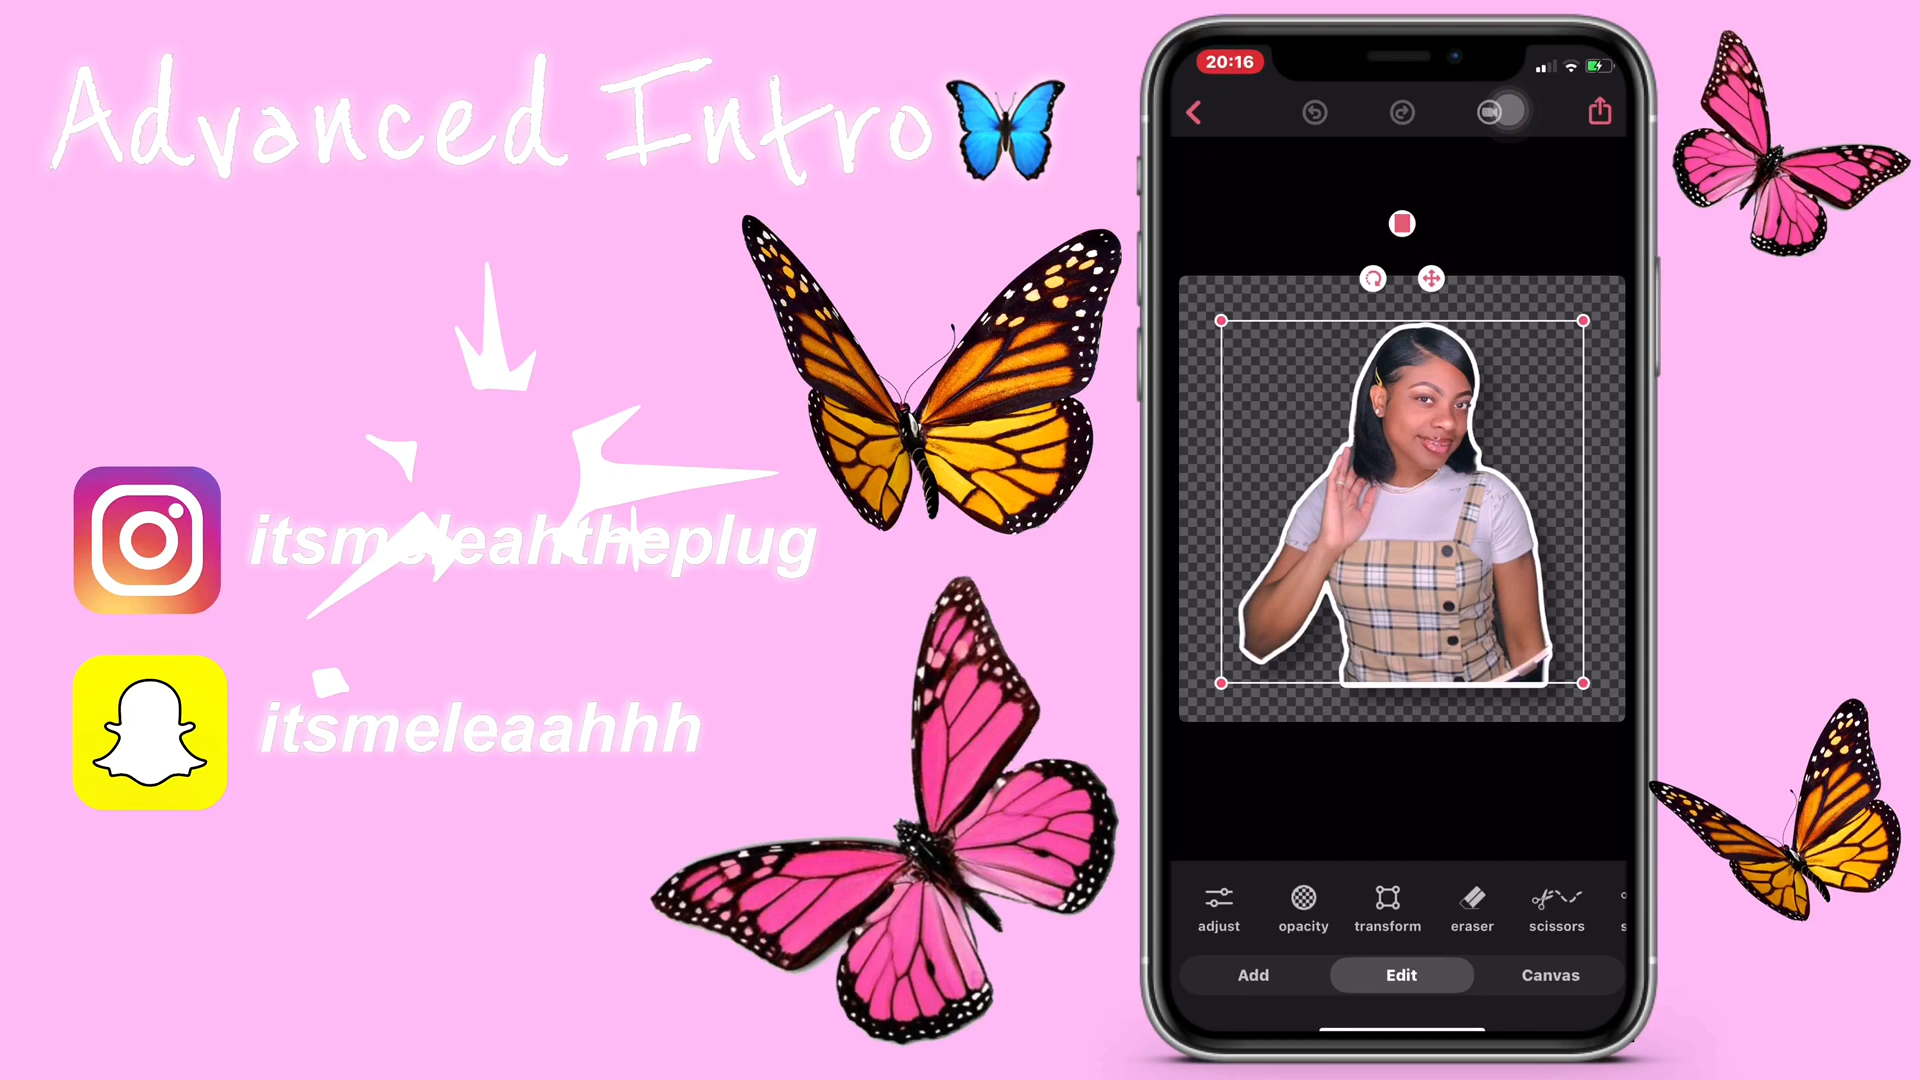 Advanced Intro
itsmeleahtheplug
itsmeleaahhh
20:16
adjust opacity transform eraser scissors s
Add Edit Canvas